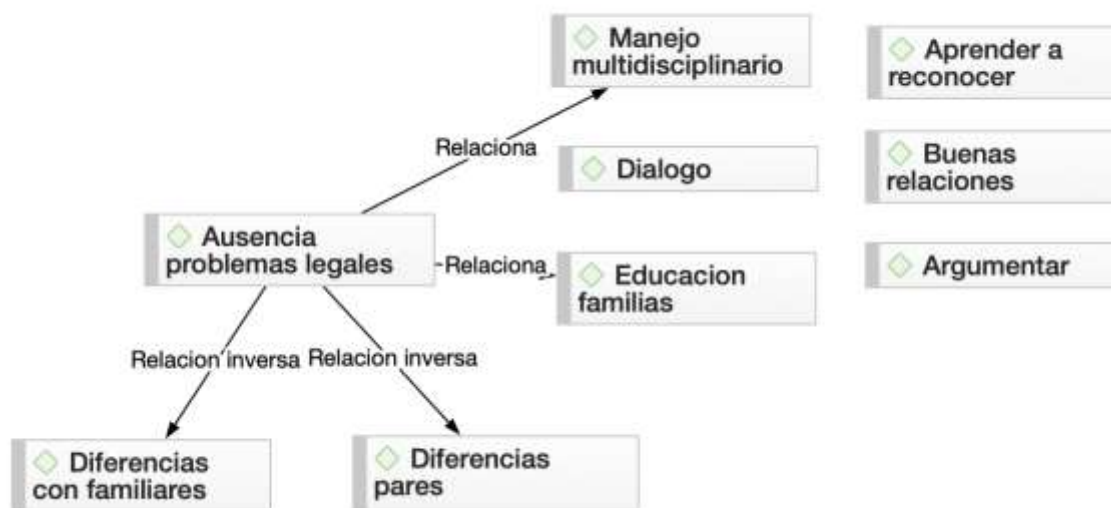 Manejo
multidisciplinario
Aprender a
reconocer
Relaciona
Dialogo
Buenas
relaciones
Ausencia
problemas legales
Relaciona
Educacion
familias
Argumentar
Relacion inversa
Relacion inversa
Diferencias
con familiares
Diferencias
pares